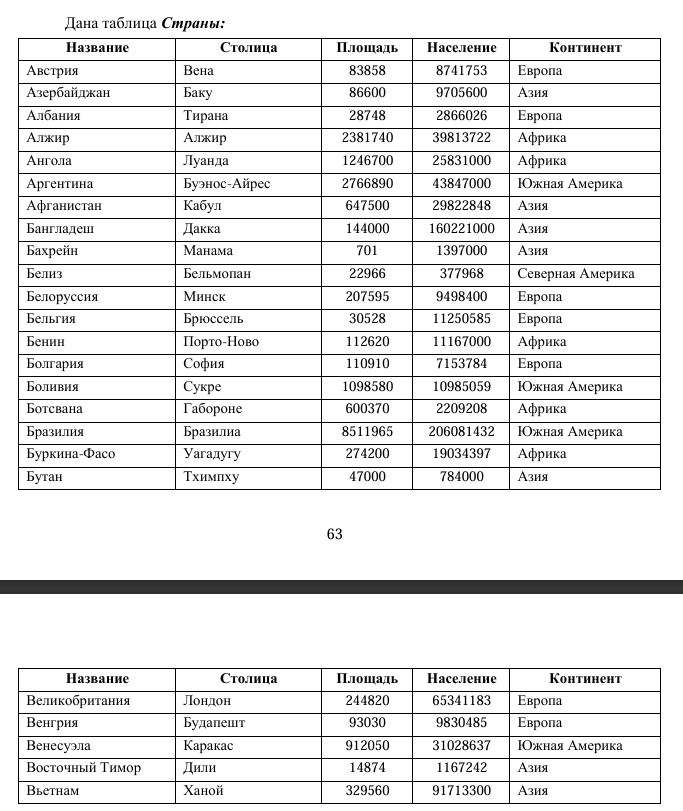 Дана таблица Страны:
Название Столица Площадь Население Континент
Австрия Вена 83858 8741753 Европа
Азербайджан Баку 86600 9705600 Азия
Албания Тирана 28748 2866026 Европа
Алжир Алжир 2381740 39813722 Африка
Ангола Луанда 1246700 25831000 Африка
Аргентина Буэнос-Айрес 2766890 43847000 Южная Америка
Афганистан Кабул 647500 29822848 Азия
Бангладеш Дакка 144000 160221000 Азия
Бахрейн Манама 701 1397000 Азия
Белиз Бельмопан 22966 377968 Северная Америка
Белоруссия Минск 207595 9498400 Европа
Бельгия Брюссель 30528 11250585 Европа
Бенин Порто-Ново 112620 11167000 Африка
Болгария София 110910 7153784 Европа
Боливия Сукре 1098580 10985059 Южная Америка
Ботсвана Габороне 600370 2209208 Африка
Бразилия Бразилиа 8511965 206081432 Южная Америка
Буркина-Фасо Уагадугу 274200 19034397 Африка
Бутан Тхимпху 47000 784000 Азия
63
Название Столица Площадь Население Континент
Великобритания Лондон 244820 65341183 Европа
Венгрия Будапешт 93030 9830485 Европа
Венесуэла Каракас 912050 31028637 Южная Америка
Восточный Тимор Дили 14874 1167242 Азия
Вьетнам Ханой 329560 91713300 Азия